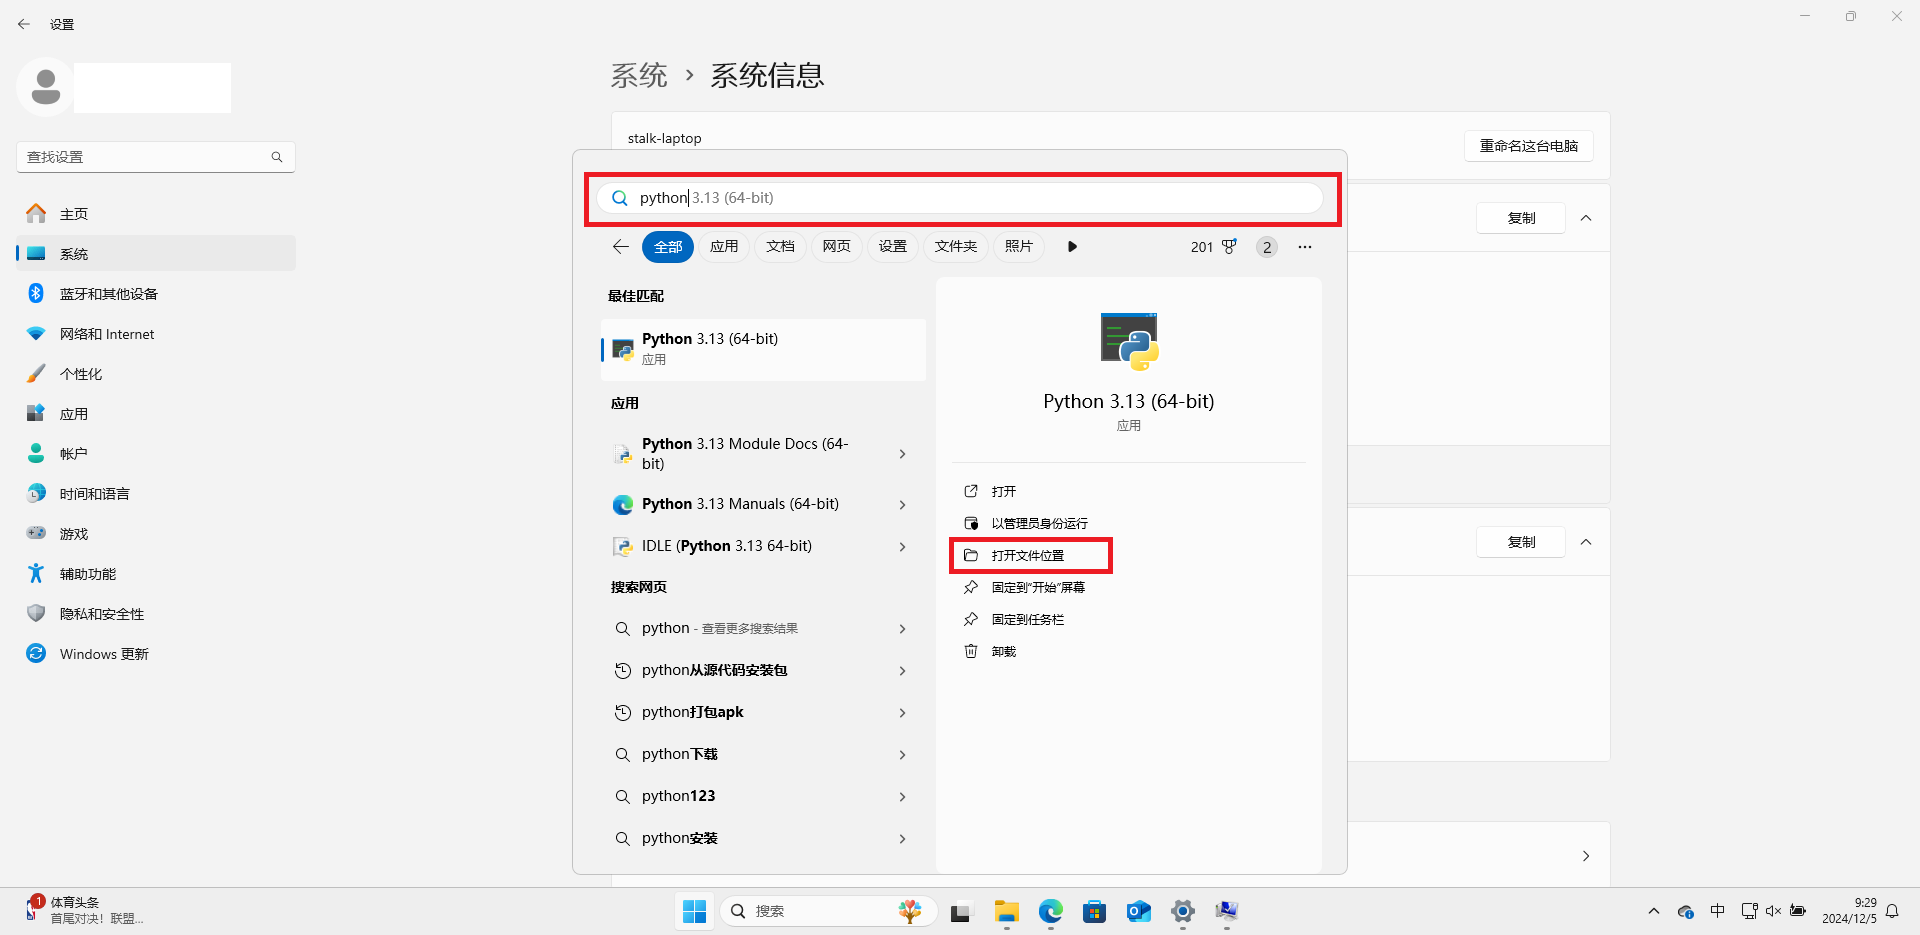 设置
查找设置
主页
系统
蓝牙和其他设备
网络和 Internet
个性化
应用
帐户
时间和语言
游戏
辅助功能
隐私和安全性
Windows 更新
系统 › 系统信息
stalk-laptop
重命名这台电脑
复制
复制
python 3.13 (64-bit)
全部 应用 文档 网页 设置 文件夹 照片 201 2
最佳匹配
Python 3.13 (64-bit)
应用
应用
Python 3.13 Module Docs (64-
bit)
Python 3.13 Manuals (64-bit)
IDLE (Python 3.13 64-bit)
搜索网页
python - 查看更多搜索结果
python从源代码安装包
python打包apk
python下载
python123
python安装
Python 3.13 (64-bit)
应用
打开
以管理员身份运行
打开文件位置
固定到"开始"屏幕
固定到任务栏
卸载
1
体育头条
首尾对决！联盟...
搜索
中
9:29
2024/12/5